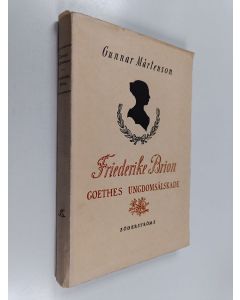 Gunnar Mårtenson
Friederike Brion
GOETHES UNGDOMSÄLSKADE
SÖDERSTRÖMS